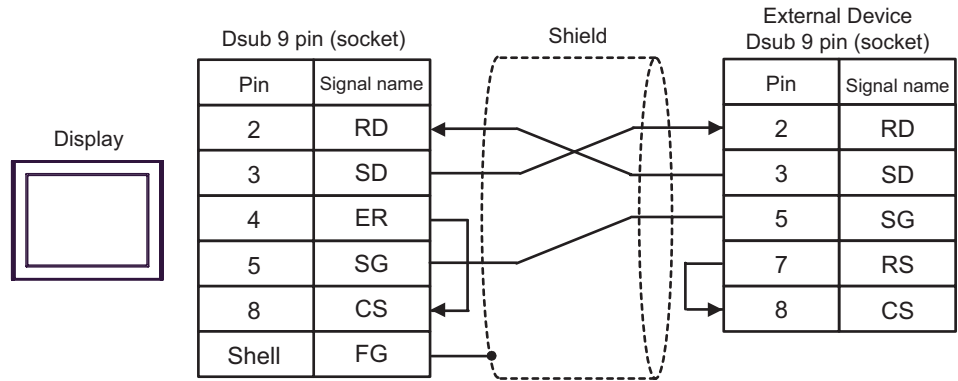 External Device
Dsub 9 pin (socket) Shield Dsub 9 pin (socket)
Pin Signal name Pin Signal name
Display
2 RD 2 RD
3 SD 3 SD
4 ER 5 SG
5 SG 7 RS
8 CS 8 CS
Shell FG